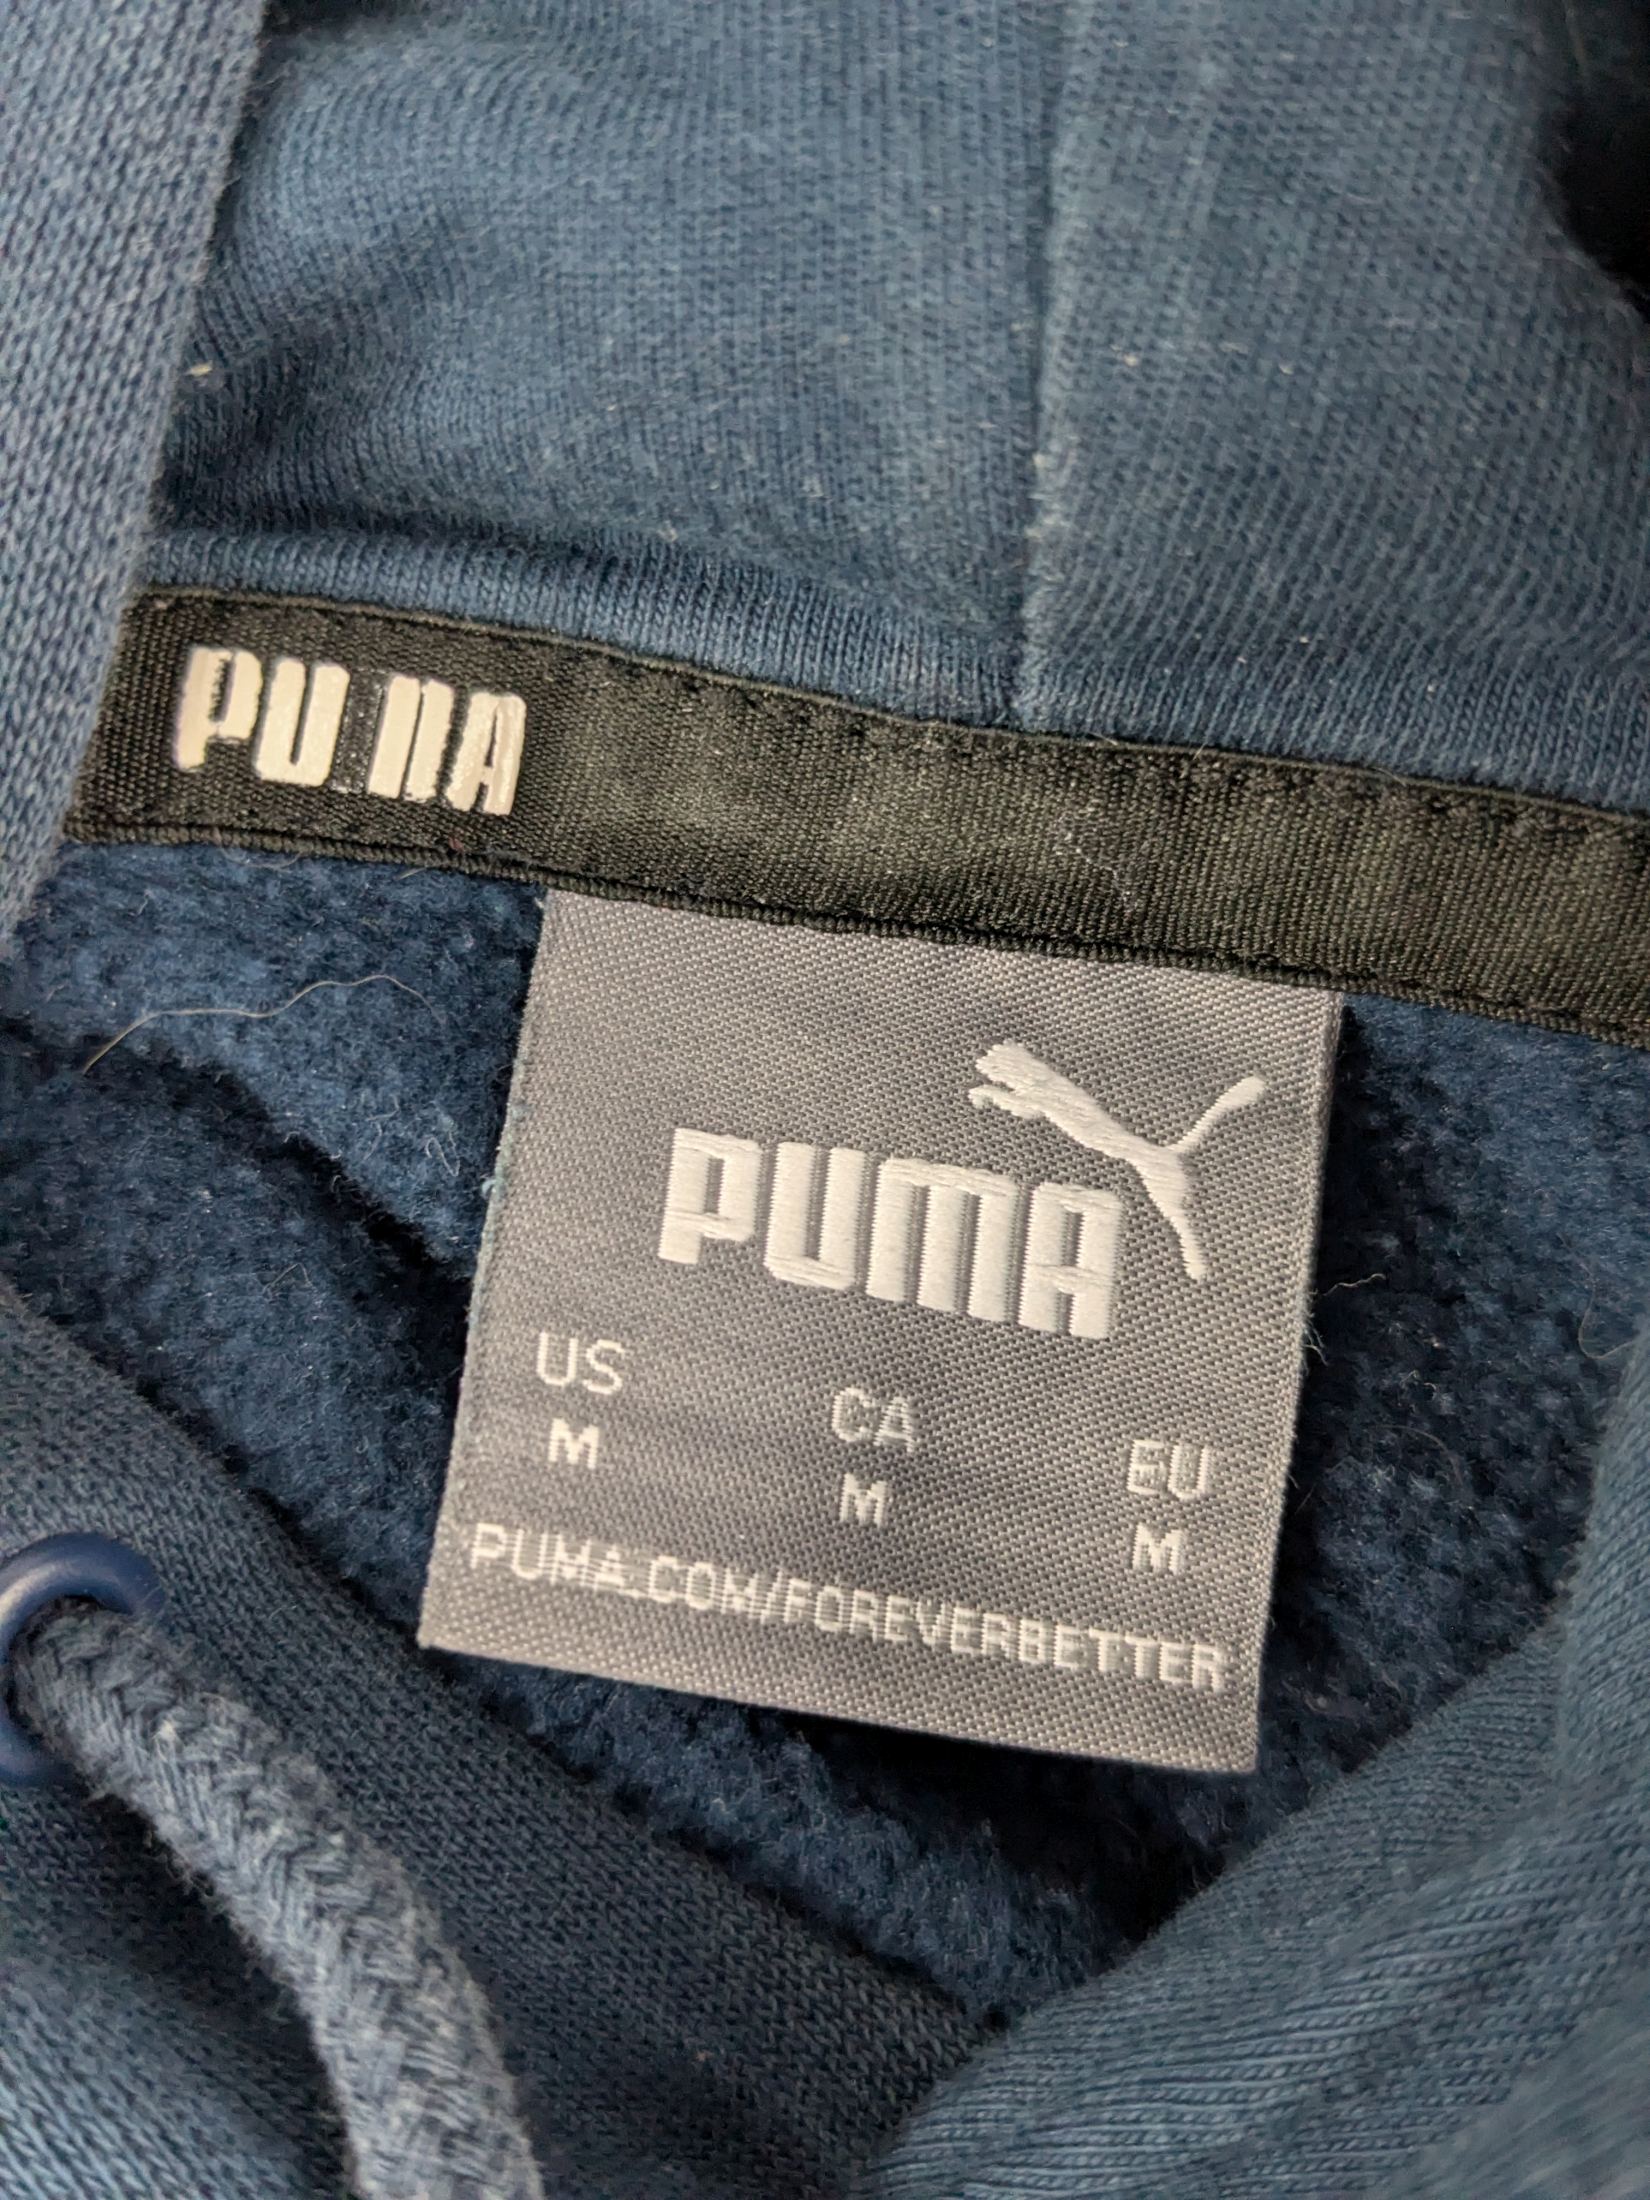 PUMA
PUMA
US CA EU
M M M
PUMA.COM/FOREVERBETTER